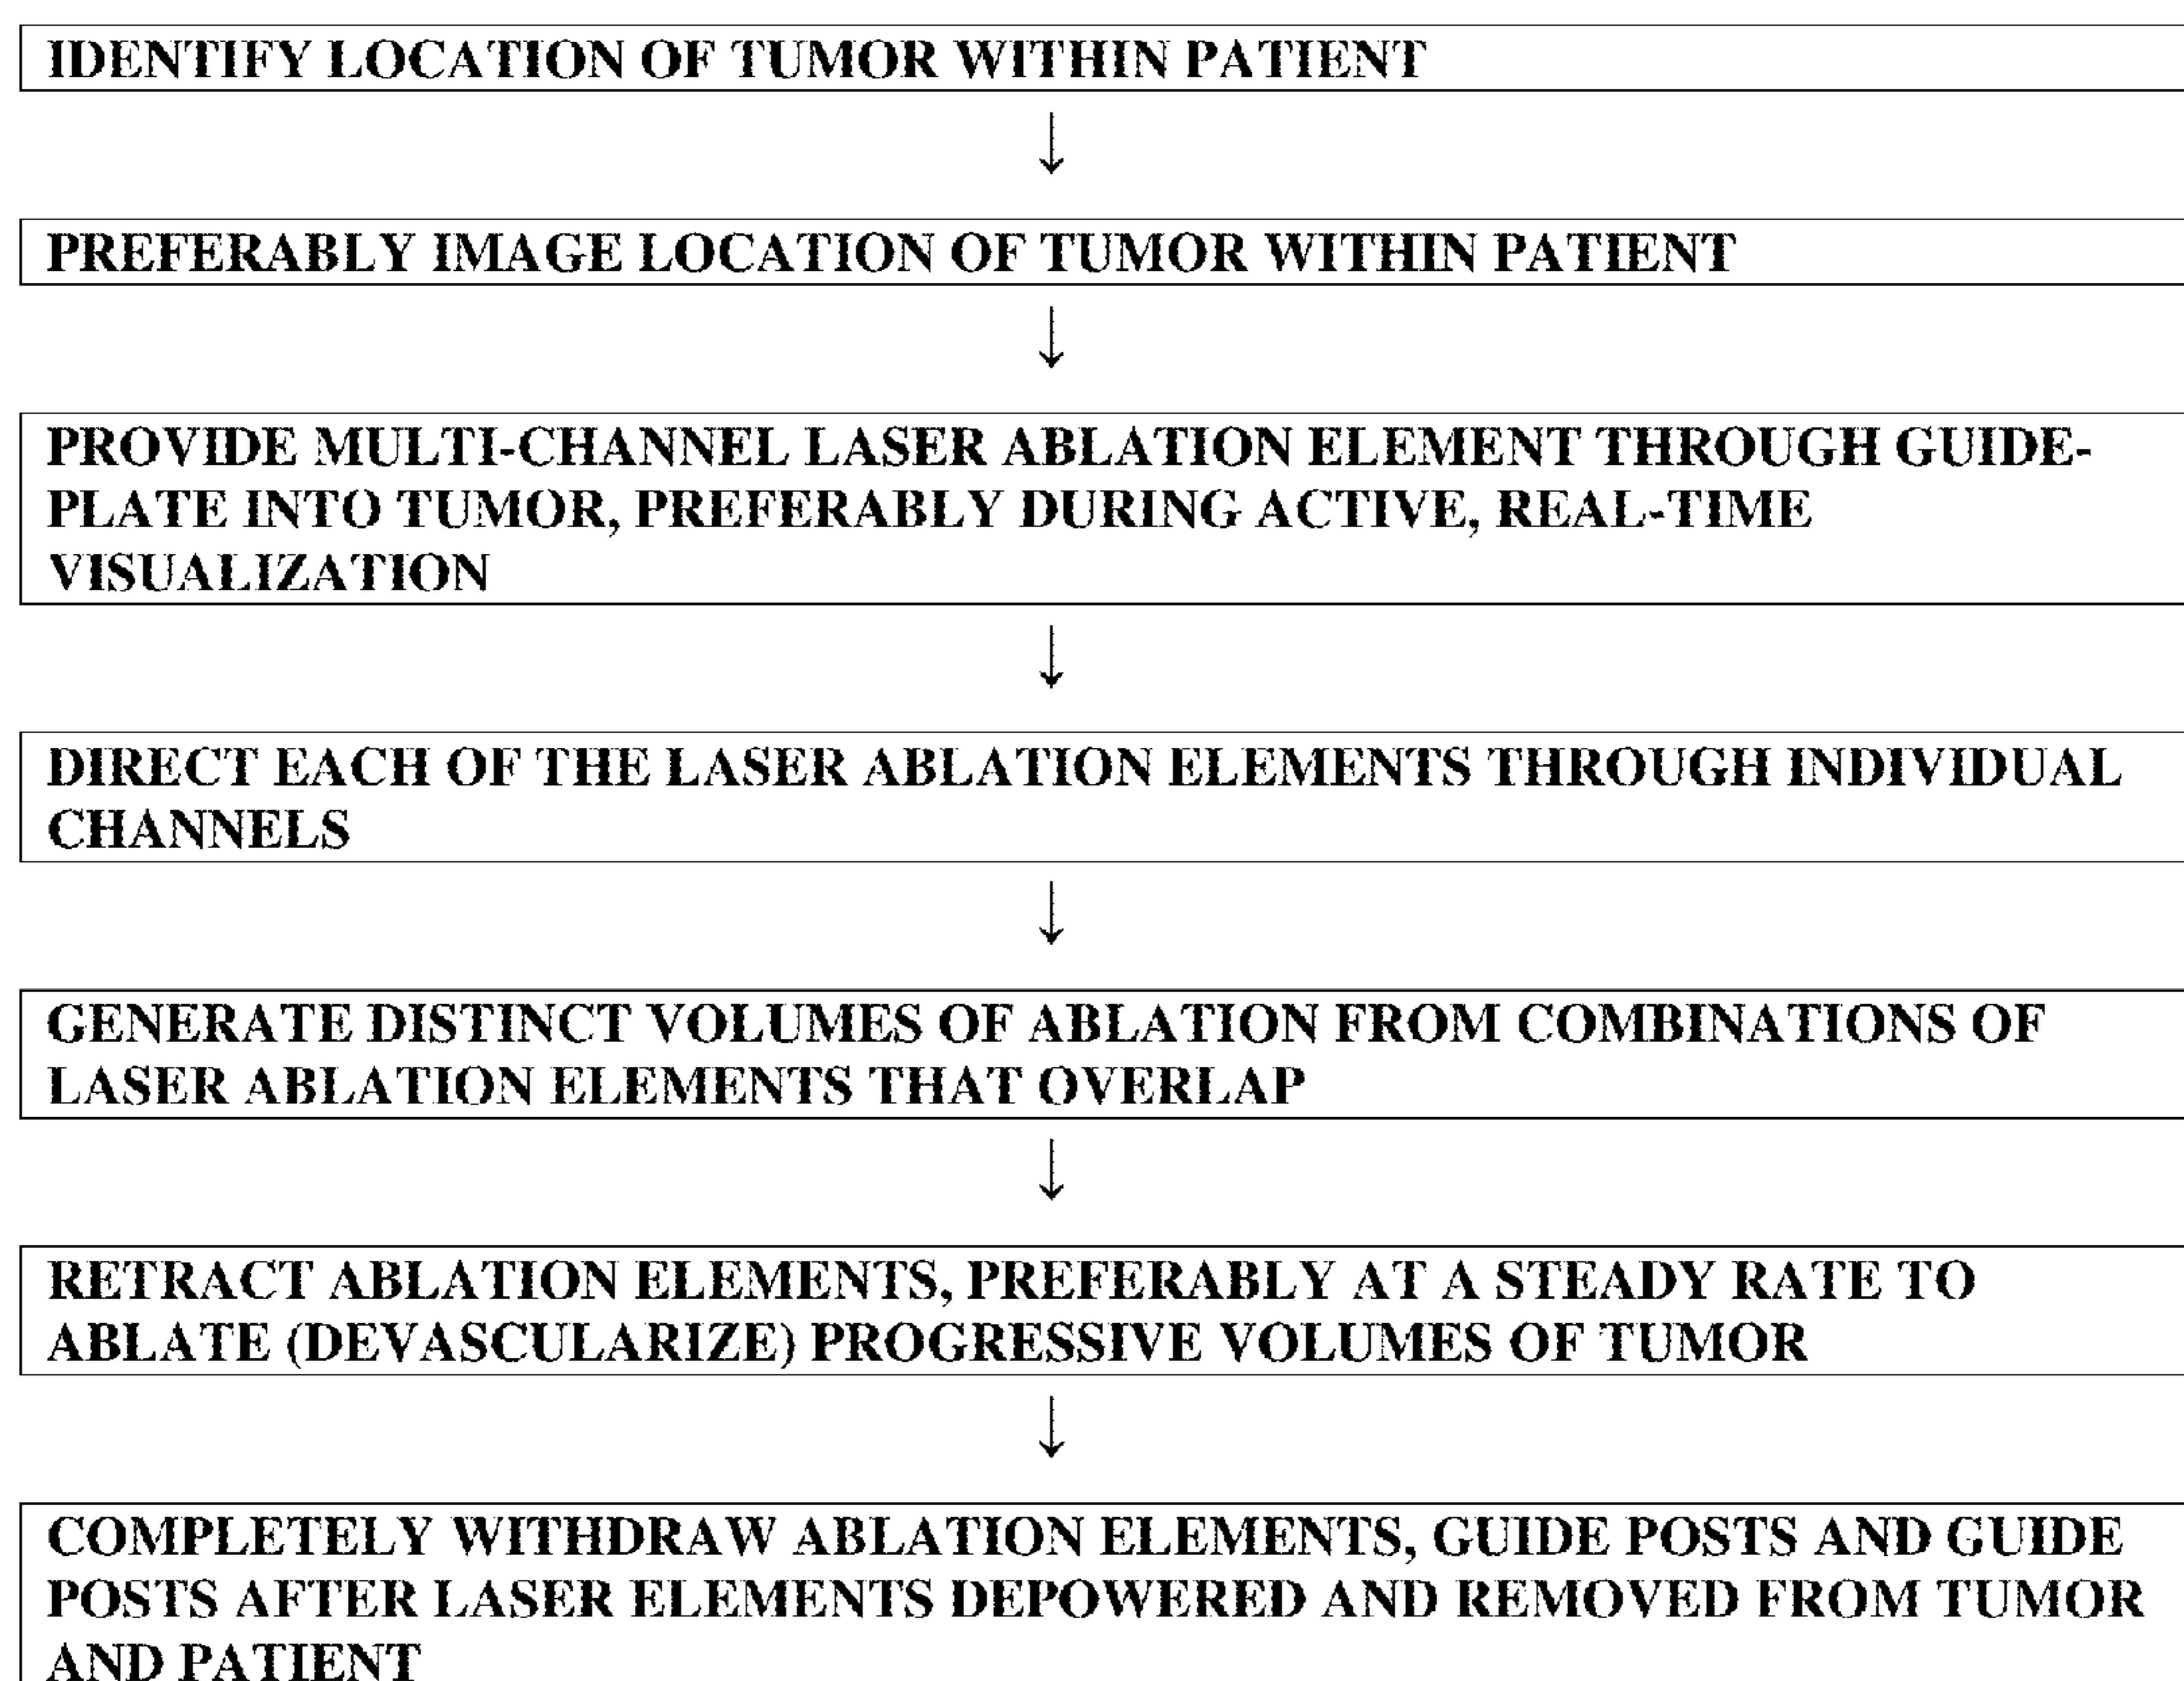 IDENTIFY LOCATION OF TUMOR WITHIN PATIENT
PREFERABLY IMAGE LOCATION OF TUMOR WITHIN PATIENT
PROVIDE MULTI-CHANNEL LASER ABLATION ELEMENT THROUGH GUIDE-
PLATE INTO TUMOR, PREFERABLY DURING ACTIVE, REAL-TIME
VISUALIZATION
DIRECT EACH OF THE LASER ABLATION ELEMENTS THROUGH INDIVIDUAL
CHANNELS
GENERATE DISTINCT VOLUMES OF ABLATION FROM COMBINATIONS OF
LASER ABLATION ELEMENTS THAT OVERLAP
RETRACT ABLATION ELEMENTS, PREFERABLY AT A STEADY RATE TO
ABLATE (DEVASCULARIZE) PROGRESSIVE VOLUMES OF TUMOR
COMPLETELY WITHDRAW ABLATION ELEMENTS, GUIDE POSTS AND GUIDE
POSTS AFTER LASER ELEMENTS DEPOWERED AND REMOVED FROM TUMOR
AND PATIENT